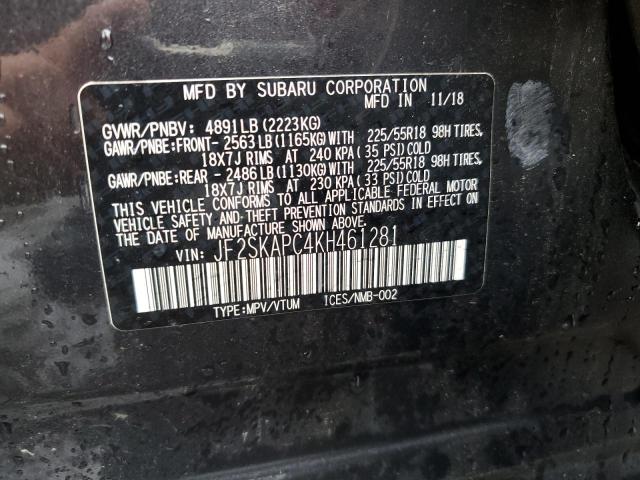 MFD BY SUBARU CORPORATION
MFD IN 11/18
GVWR/PNBV: 4891LB(2223KG)
GAWR/PNBE:FRONT- 2563LB(1165KG)WITH 225/55R18 98H TIRES,
18X7J RIMS AT 240 KPA(35 PSI)COLD
GAWR/PNBE:REAR - 2486LB(1130KG)WITH 225/55R18 98H TIRES,
18X7J RIMS AT 230 KPA(33 PSI)COLD
THIS VEHICLE CONFORMS TO ALL APPLICABLE FEDERAL MOTOR
VEHICLE SAFETY AND THEFT PREVENTION STANDARDS IN EFFECT ON
THE DATE OF MANUFACTURE SHOWN ABOVE.
VIN: JF2SKAPC4KH461281
TYPE:MPV/VTUM ICES/NMB-002